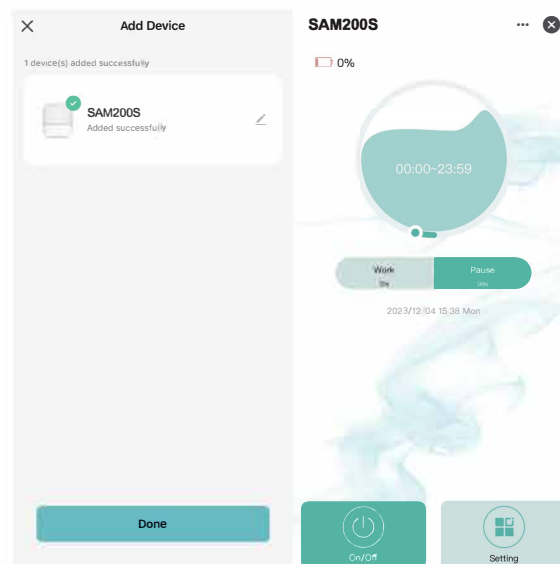 Add Device
1 device(s) added successfully
SAM200S
Added successfully
Done
SAM200S
0%
00:00-23:59
Work
Pause
2023/12/04 15:38 Mon
On/Off
Setting